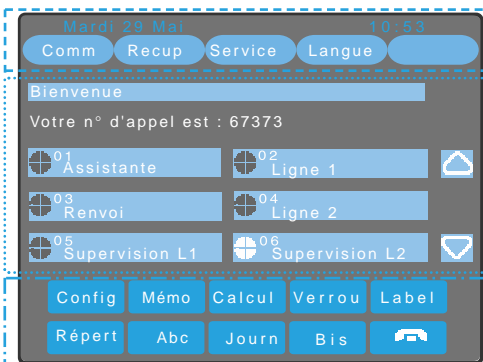 Mardi 29 Mai 10:53
Comm Recup Service Langue
Bienvenue
Votre n° d'appel est : 67373
01 Assistante 02 Ligne 1
03 Renvoi 04 Ligne 2
05 Supervision L1 06 Supervision L2
Config Mémo Calcul Verrou Label
Répert Abc Journ Bis